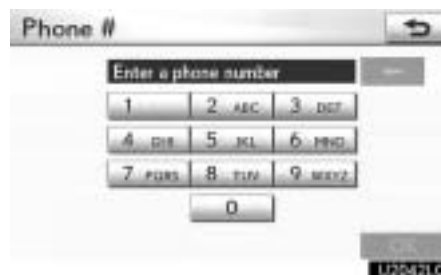 Phone #
Enter a phone number
←
1 2 ABC 3 DEF
4 GHI 5 JKL 6 MNO
7 PQRS 8 TUV 9 WXYZ
0
OK